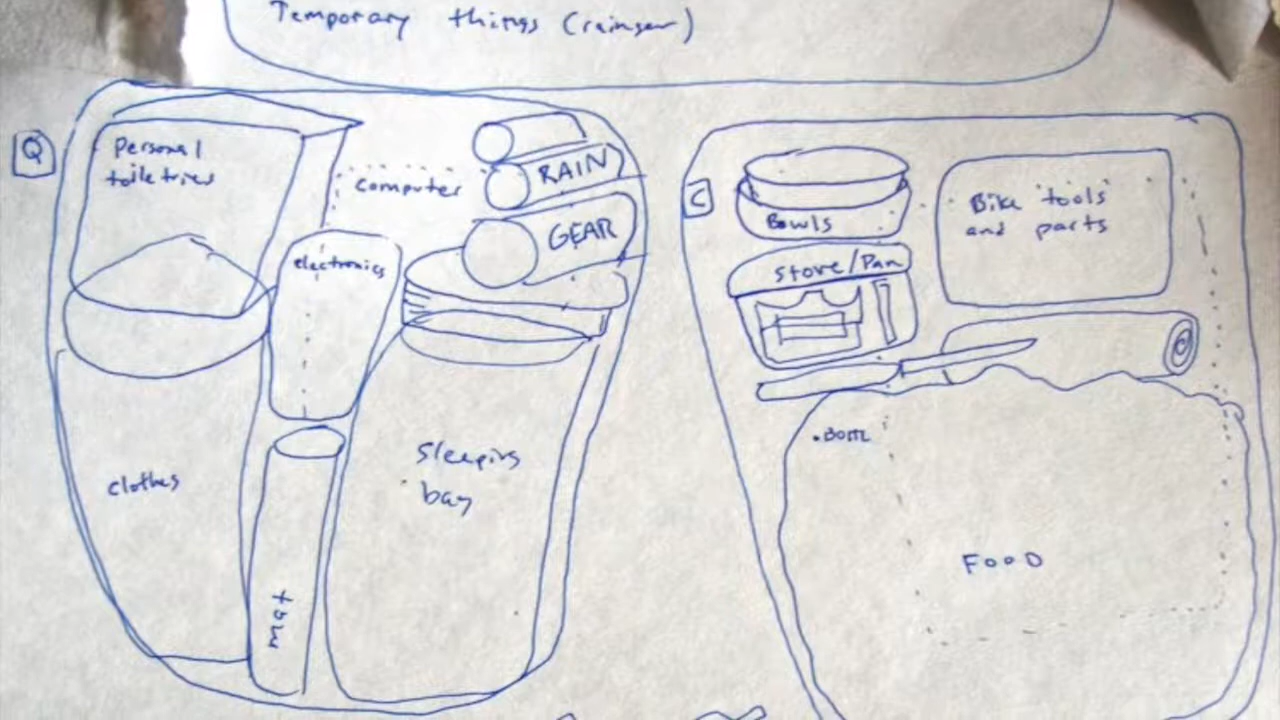 Temporary things (raingear)
Q
Personal
toiletries
computer
RAIN
GEAR
electronics
clothes
Sleeping
bag
mat
C
Bowls
Stove/Pan
Bike tools
and parts
FOOD